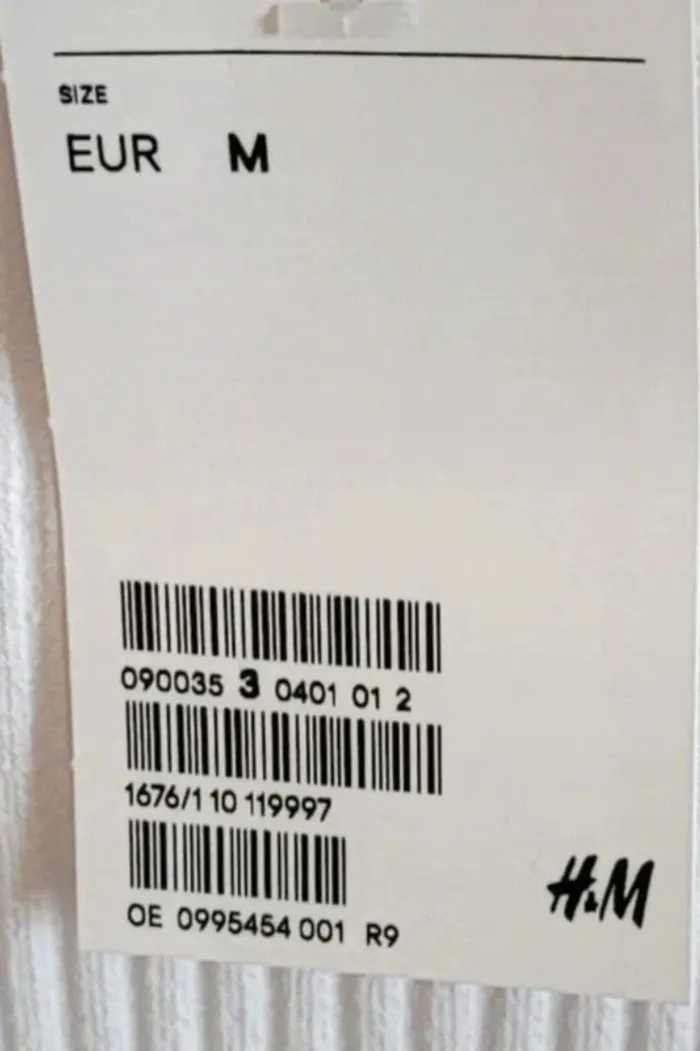 SIZE
EUR M
090035 3 0401 01 2
1676/1 10 119997
OE 0995454 001 R9
H&M